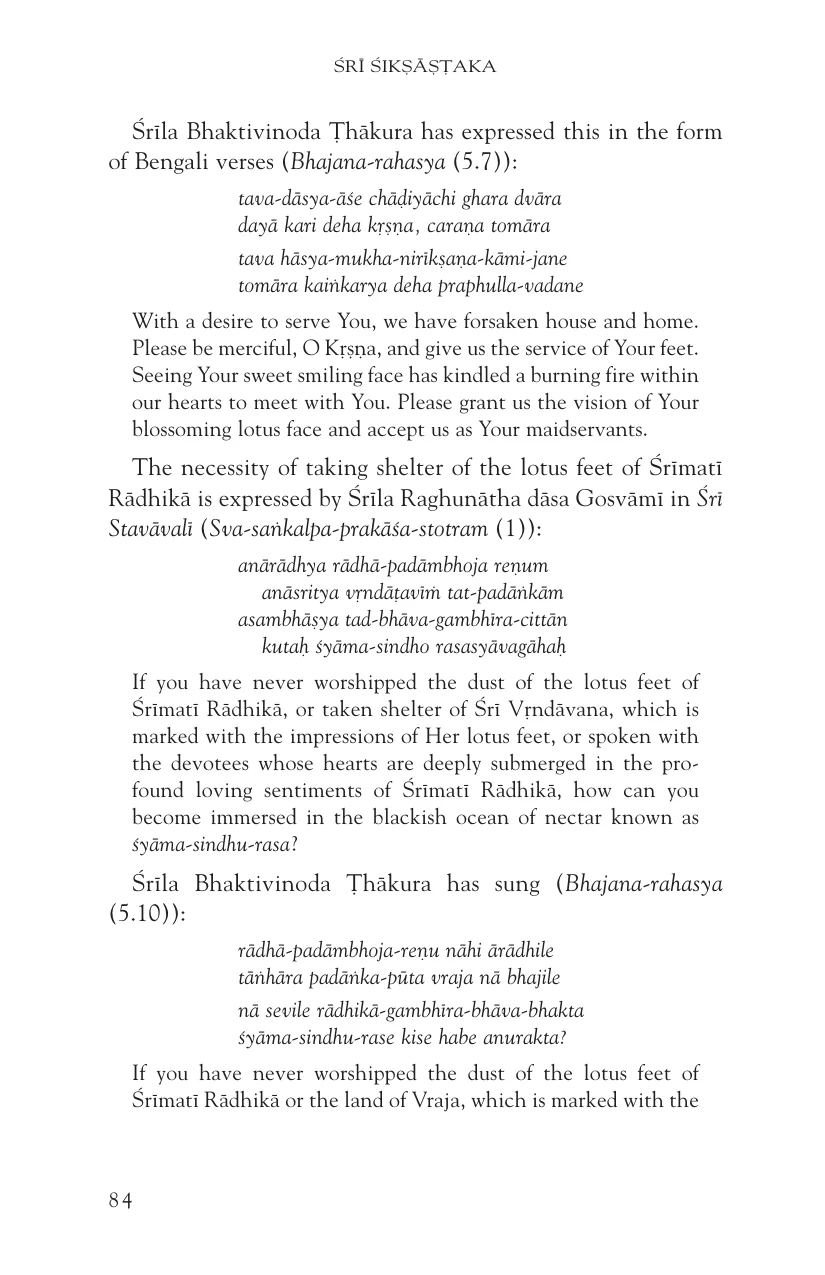 ŚRĪ ŚIKṢĀṢṬAKA
Śrīla Bhaktivinoda Ṭhākura has expressed this in the form
of Bengali verses (Bhajana-rahasya (5.7)):
tava-dāsya-āśe chāḍiyāchi ghara dvāra
dayā kari deha kṛṣṇa, caraṇa tomāra
tava hāsya-mukha-nirīkṣaṇa-kāmi-jane
tomāra kaiṅkarya deha praphulla-vadane
With a desire to serve You, we have forsaken house and home.
Please be merciful, O Kṛṣṇa, and give us the service of Your feet.
Seeing Your sweet smiling face has kindled a burning fire within
our hearts to meet with You. Please grant us the vision of Your
blossoming lotus face and accept us as Your maidservants.
The necessity of taking shelter of the lotus feet of Śrīmatī
Rādhikā is expressed by Śrīla Raghunātha dāsa Gosvāmī in Śrī
Stavāvalī (Sva-saṅkalpa-prakāśa-stotram (1)):
anārādhya rādhā-padāmbhoja reṇum
anāsritya vṛndāṭavīṁ tat-padāṅkām
asambhāṣya tad-bhāva-gambhīra-cittān
kutaḥ śyāma-sindho rasasyāvagāhaḥ
If you have never worshipped the dust of the lotus feet of
Śrīmatī Rādhikā, or taken shelter of Śrī Vṛndāvana, which is
marked with the impressions of Her lotus feet, or spoken with
the devotees whose hearts are deeply submerged in the pro-
found loving sentiments of Śrīmatī Rādhikā, how can you
become immersed in the blackish ocean of nectar known as
śyāma-sindhu-rasa?
Śrīla Bhaktivinoda Ṭhākura has sung (Bhajana-rahasya
(5.10)):
rādhā-padāmbhoja-reṇu nāhi ārādhile
tāṅhāra padāṅka-pūta vraja nā bhajile
nā sevile rādhikā-gambhīra-bhāva-bhakta
śyāma-sindhu-rase kise habe anurakta?
If you have never worshipped the dust of the lotus feet of
Śrīmatī Rādhikā or the land of Vraja, which is marked with the
84